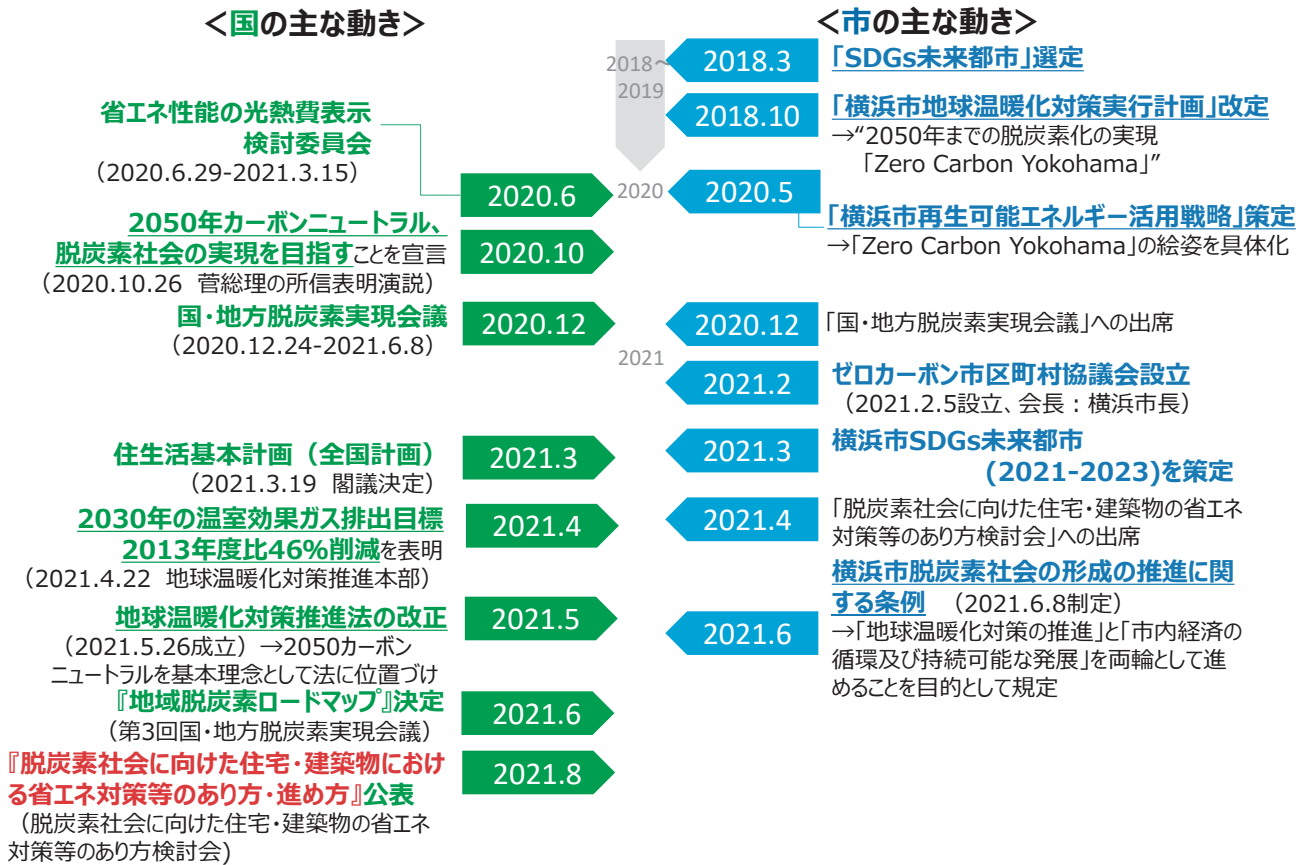 <国の主な動き>
省エネ性能の光熱費表示
検討委員会
（2020.6.29-2021.3.15）
2020.6
2050年カーボンニュートラル、
脱炭素社会の実現を目指すことを宣言
（2020.10.26 菅総理の所信表明演説）
2020.10
国・地方脱炭素実現会議
（2020.12.24-2021.6.8）
2020.12
住生活基本計画（全国計画）
（2021.3.19 閣議決定）
2021.3
2030年の温室効果ガス排出目標
2013年度比46%削減を表明
（2021.4.22 地球温暖化対策推進本部）
2021.4
地球温暖化対策推進法の改正
（2021.5.26成立）→2050カーボン
ニュートラルを基本理念として法に位置づけ
2021.5
『地域脱炭素ロードマップ』決定
（第3回国・地方脱炭素実現会議）
2021.6
『脱炭素社会に向けた住宅・建築物におけ
る省エネ対策等のあり方・進め方』公表
（脱炭素社会に向けた住宅・建築物の省エネ
対策等のあり方検討会)
2021.8
2018～
2019
2020
2021
<市の主な動き>
2018.3
「SDGs未来都市」選定
2018.10
「横浜市地球温暖化対策実行計画」改定
→“2050年までの脱炭素化の実現
「Zero Carbon Yokohama」”
2020.5
「横浜市再生可能エネルギー活用戦略」策定
→「Zero Carbon Yokohama」の絵姿を具体化
2020.12
「国・地方脱炭素実現会議」への出席
2021.2
ゼロカーボン市区町村協議会設立
（2021.2.5設立、会長：横浜市長）
2021.3
横浜市SDGs未来都市
(2021-2023)を策定
2021.4
「脱炭素社会に向けた住宅・建築物の省エネ
対策等のあり方検討会」への出席
2021.6
横浜市脱炭素社会の形成の推進に関
する条例 （2021.6.8制定）
→「地球温暖化対策の推進」と「市内経済の
循環及び持続可能な発展」を両輪として進
めることを目的として規定